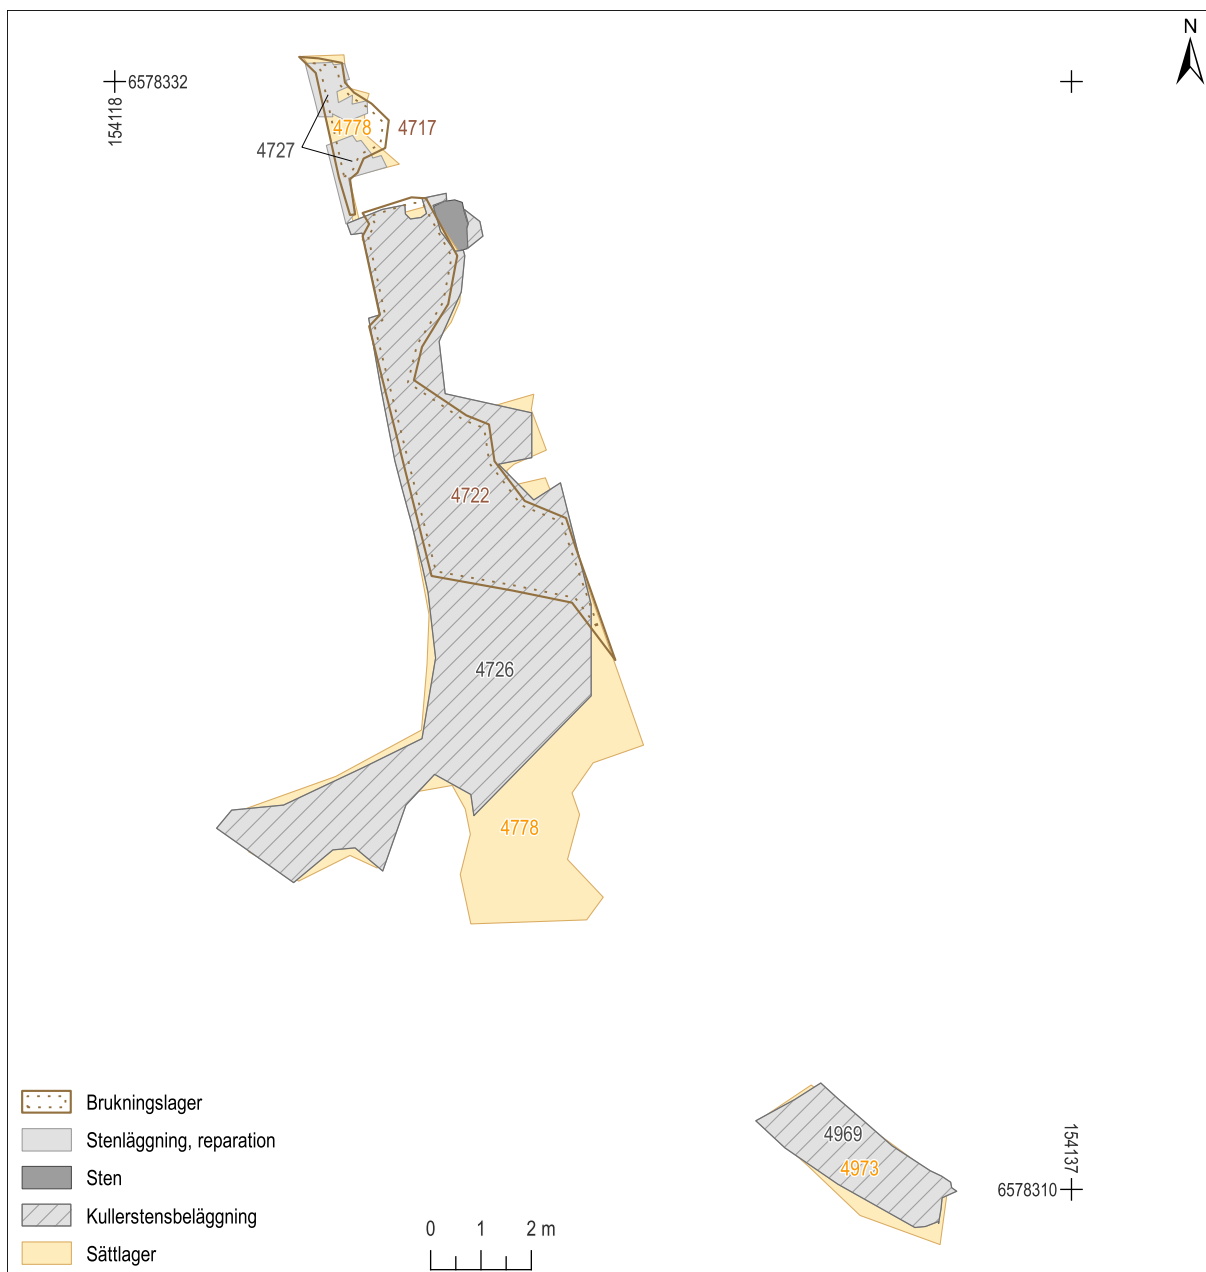 N
6578332
154118
4778
4717
4727
4722
4726
4778
4969
4973
154137
6578310
Brukningslager
Stenläggning, reparation
Sten
Kullerstensbeläggning
Sättlager
0 1 2 m